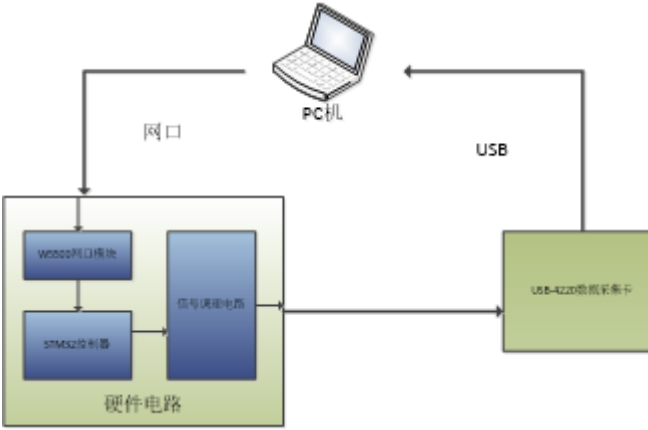 PC机
网口
USB
W5500网口模块
信号调理电路
USB-4220数据采集卡
STM32控制器
硬件电路